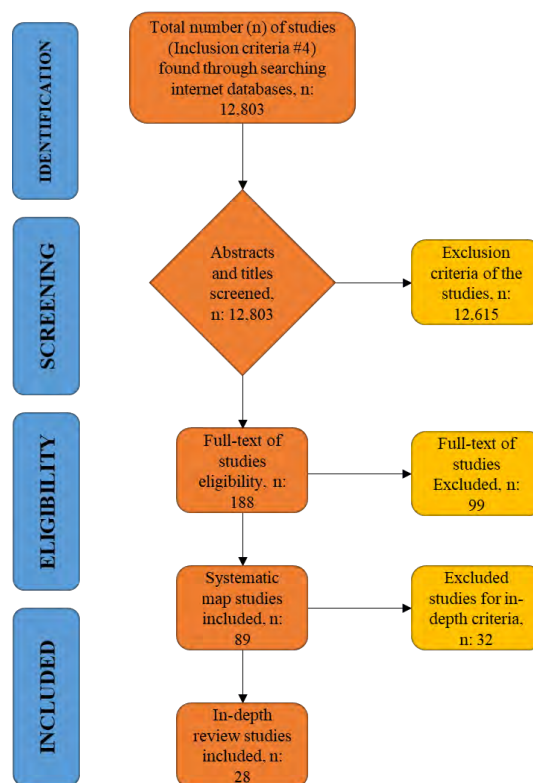 IDENTIFICATION
Total number (n) of studies
(Inclusion criteria #4)
found through searching
internet databases, n:
12,803
SCREENING
Abstracts
and titles
screened,
n: 12,803
Exclusion
criteria of the
studies, n:
12,615
ELIGIBILITY
Full-text of
studies
eligibility, n:
188
Full-text of
studies
Excluded, n:
99
Systematic
map studies
included, n:
89
Excluded
studies for in-
depth criteria,
n: 32
INCLUDED
In-depth
review studies
included, n:
28